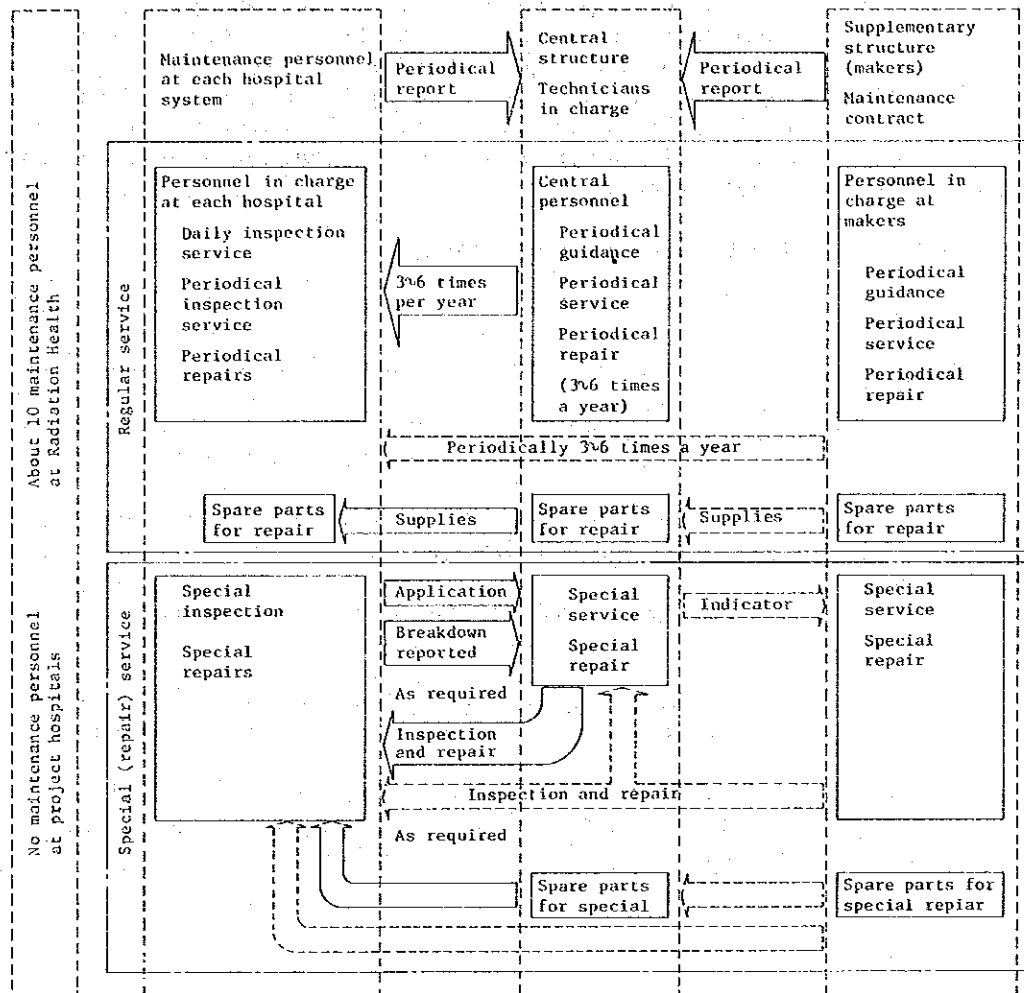 Maintenance personnel
at each hospital
system
Periodical
report
Central
structure
Technicians
in charge
Periodical
report
Supplementary
structure
(makers)
Maintenance
contract
About 10 maintenance personnel
at Radiation Health
No maintenance personnel
at project hospitals
Regular service
Personnel in charge
at each hospital
Daily inspection
service
Periodical
inspection
service
Periodical
repairs
3~6 times
per year
Central
personnel
Periodical
guidance
Periodical
service
Periodical
repair
(3~6 times
a year)
Personnel in
charge at
makers
Periodical
guidance
Periodical
service
Periodical
repair
Periodically 3~6 times a year
Spare parts
for repair
Supplies
Spare parts
for repair
Supplies
Spare parts
for repair
Special (repair) service
Special
inspection
Special
repairs
Application
Breakdown
reported
As required
Inspection
and repair
Special
service
Special
repair
Indicator
Special
service
Special
repair
Inspection and repair
As required
Spare parts
for special
Spare parts for
special repiar